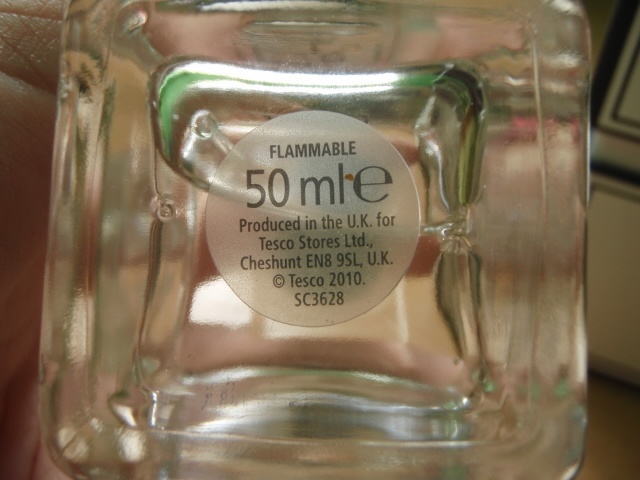 FLAMMABLE
50 ml e
Produced in the U.K. for
Tesco Stores Ltd.,
Cheshunt EN8 9SL, U.K.
© Tesco 2010.
SC3628